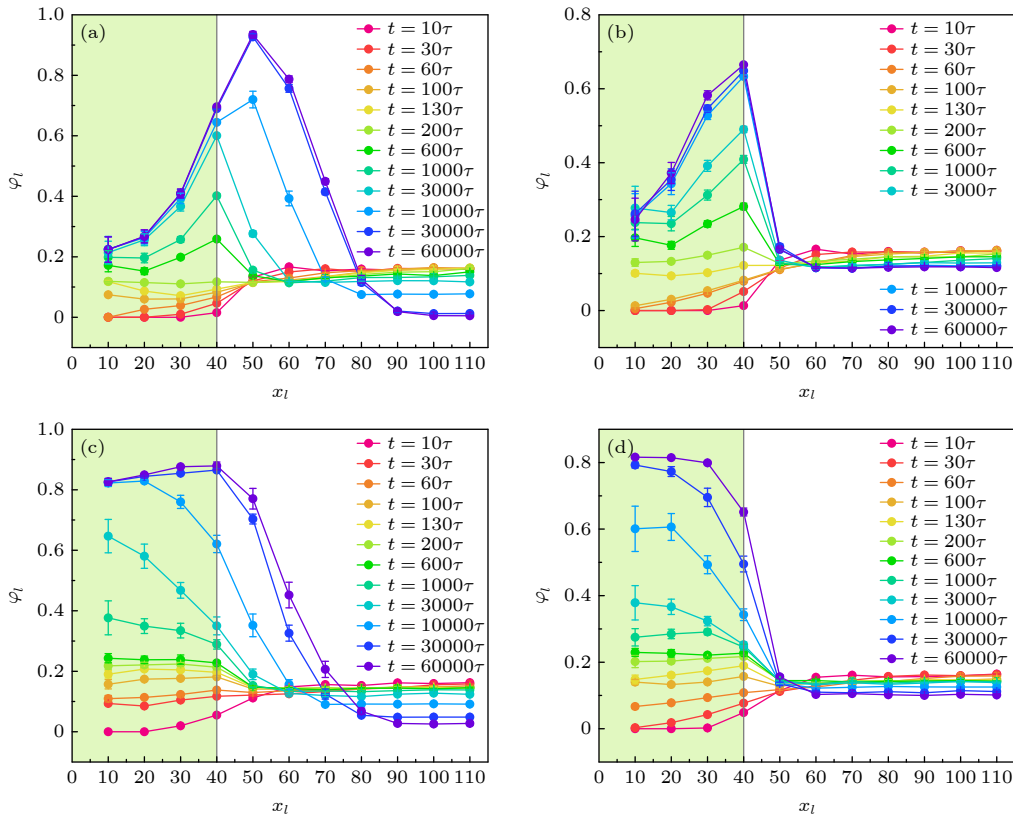 (a)
1.0
0.8
0.6
0.4
0.2
0
φl
0 10 20 30 40 50 60 70 80 90 100 110
xl
t = 10τ
t = 30τ
t = 60τ
t = 100τ
t = 130τ
t = 200τ
t = 600τ
t = 1000τ
t = 3000τ
t = 10000τ
t = 30000τ
t = 60000τ
(b)
0.8
0.6
0.4
0.2
0
φl
0 10 20 30 40 50 60 70 80 90 100 110
xl
t = 10τ
t = 30τ
t = 60τ
t = 100τ
t = 130τ
t = 200τ
t = 600τ
t = 1000τ
t = 3000τ
t = 10000τ
t = 30000τ
t = 60000τ
(c)
1.0
0.8
0.6
0.4
0.2
0
φl
0 10 20 30 40 50 60 70 80 90 100 110
xl
t = 10τ
t = 30τ
t = 60τ
t = 100τ
t = 130τ
t = 200τ
t = 600τ
t = 1000τ
t = 3000τ
t = 10000τ
t = 30000τ
t = 60000τ
(d)
0.8
0.6
0.4
0.2
0
φl
0 10 20 30 40 50 60 70 80 90 100 110
xl
t = 10τ
t = 30τ
t = 60τ
t = 100τ
t = 130τ
t = 200τ
t = 600τ
t = 1000τ
t = 3000τ
t = 10000τ
t = 30000τ
t = 60000τ